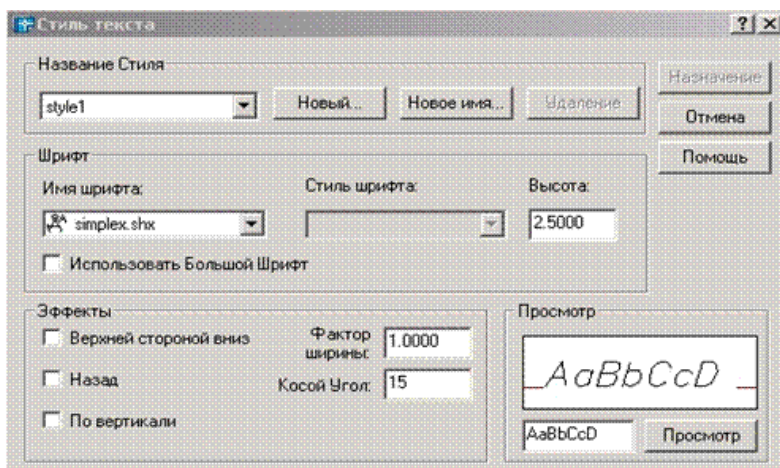 Стиль текста
Название Стиля
style1
Новый...
Новое имя...
Удаление
Назначение
Отмена
Помощь
Шрифт
Имя шрифта:
Стиль шрифта:
Высота:
simplex.shx
2.5000
Использовать Большой Шрифт
Эффекты
Верхней стороной вниз
Фактор
ширины:
1.0000
Назад
Косой Угол:
15
По вертикали
Просмотр
AaBbCcD
AaBbCcD
Просмотр